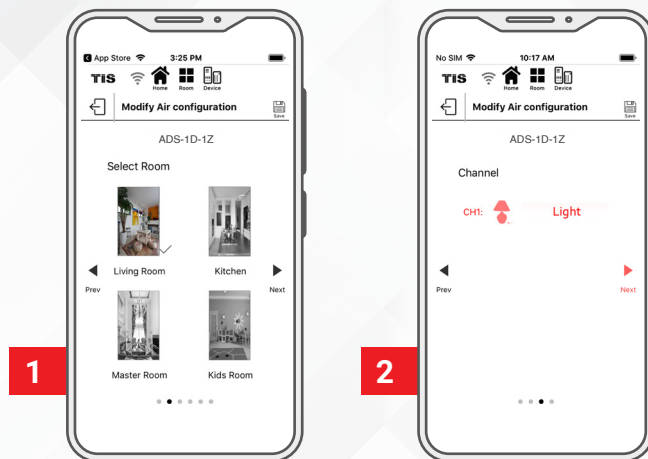 App Store 3:25 PM
TIS Home Room Device
Modify Air configuration Save
ADS-1D-1Z
Select Room
Living Room Kitchen
Prev Next
Master Room Kids Room
1
No SIM 10:17 AM
TIS Home Room Device
Modify Air configuration Save
ADS-1D-1Z
Channel
CH1: Light
Prev Next
2